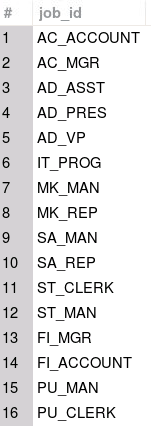 # job_id
1 AC_ACCOUNT
2 AC_MGR
3 AD_ASST
4 AD_PRES
5 AD_VP
6 IT_PROG
7 MK_MAN
8 MK_REP
9 SA_MAN
10 SA_REP
11 ST_CLERK
12 ST_MAN
13 FI_MGR
14 FI_ACCOUNT
15 PU_MAN
16 PU_CLERK